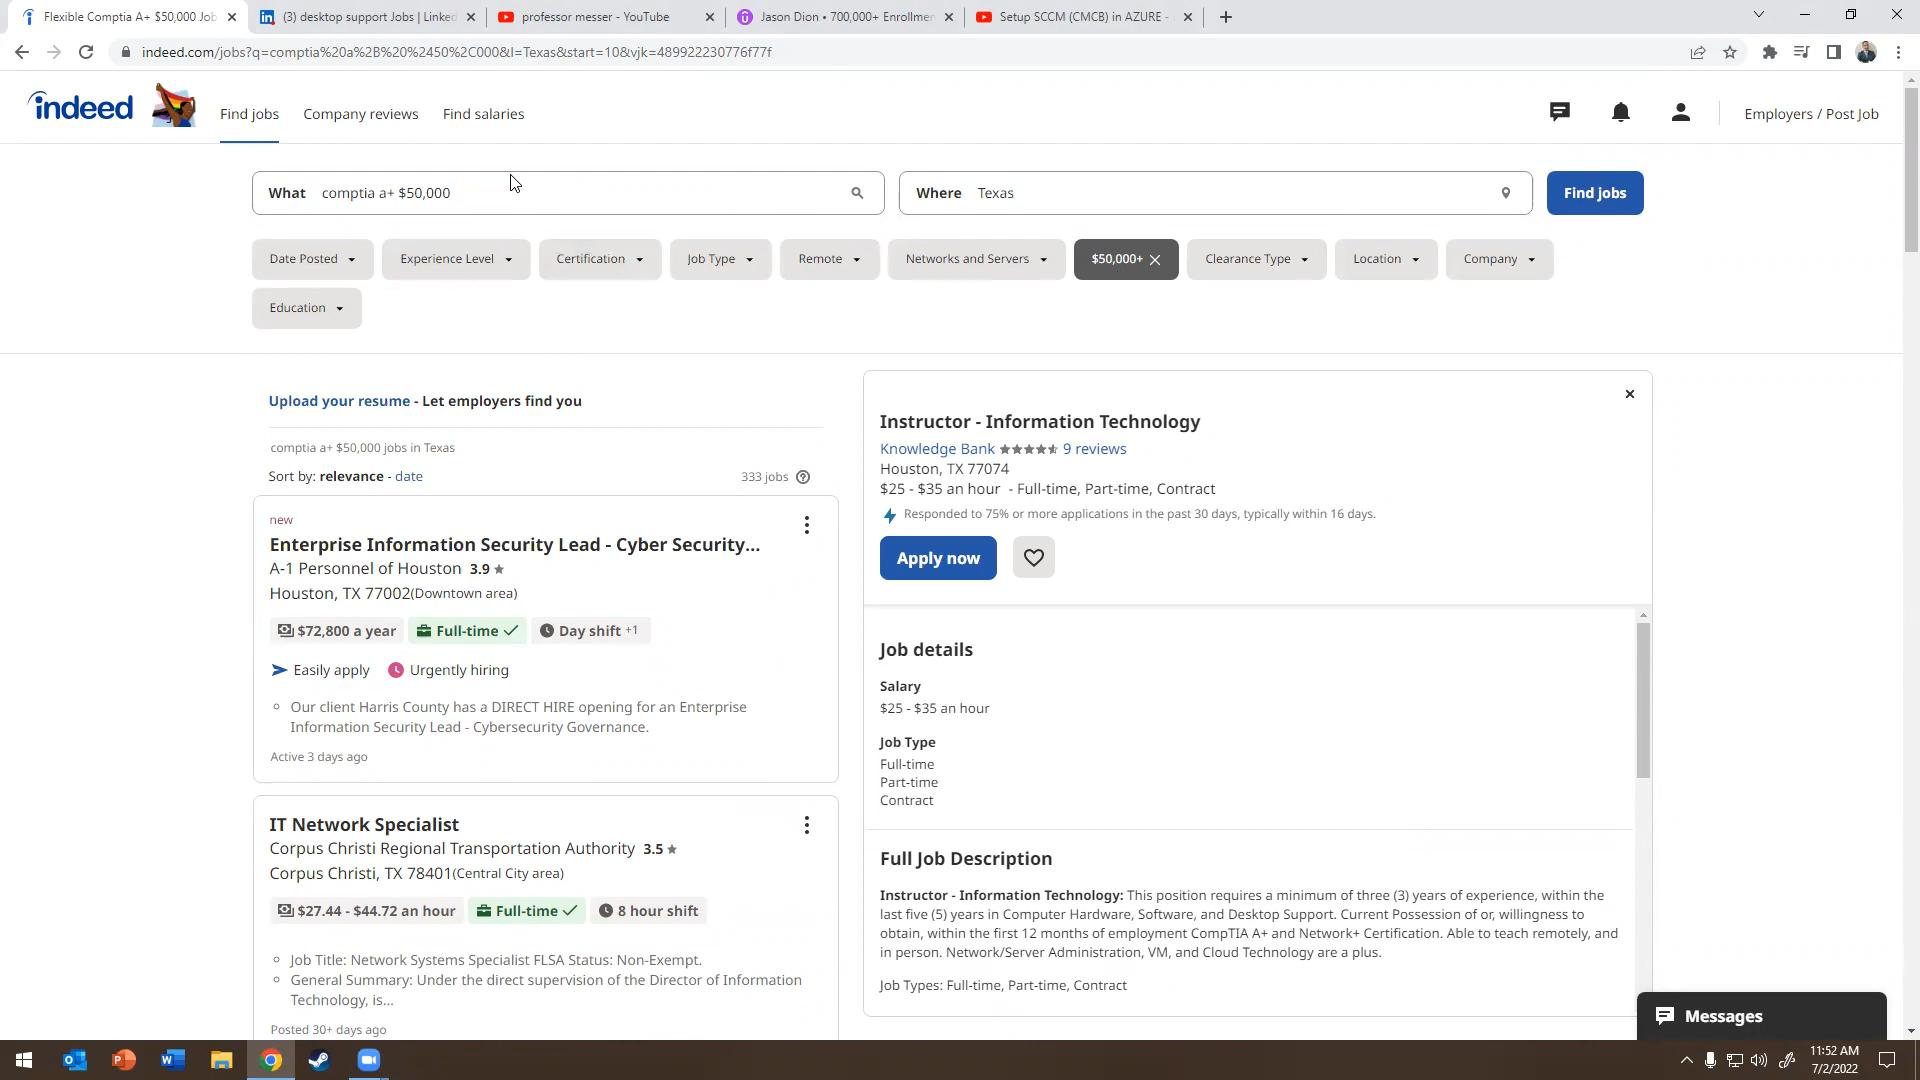 Flexible Comptia A+ $50,000 Job
(3) desktop support Jobs | Linked
professor messer - YouTube
Jason Dion • 700,000+ Enrollmen
Setup SCCM (CMCB) in AZURE -
indeed.com/jobs?q=comptia%20a%2B%20%2450%2C000&l=Texas&start=10&vjk=489922230776f77f
indeed
Find jobs
Company reviews
Find salaries
Employers / Post Job
What comptia a+ $50,000
Where Texas
Find jobs
Date Posted
Experience Level
Certification
Job Type
Remote
Networks and Servers
$50,000+
Clearance Type
Location
Company
Education
Upload your resume - Let employers find you
comptia a+ $50,000 jobs in Texas
Sort by: relevance - date
333 jobs
new
Enterprise Information Security Lead - Cyber Security...
A-1 Personnel of Houston 3.9
Houston, TX 77002(Downtown area)
$72,800 a year
Full-time
Day shift +1
Easily apply
Urgently hiring
Our client Harris County has a DIRECT HIRE opening for an Enterprise
Information Security Lead - Cybersecurity Governance.
Active 3 days ago
IT Network Specialist
Corpus Christi Regional Transportation Authority 3.5
Corpus Christi, TX 78401(Central City area)
$27.44 - $44.72 an hour
Full-time
8 hour shift
Job Title: Network Systems Specialist FLSA Status: Non-Exempt.
General Summary: Under the direct supervision of the Director of Information
Technology, is...
Posted 30+ days ago
Instructor - Information Technology
Knowledge Bank 9 reviews
Houston, TX 77074
$25 - $35 an hour - Full-time, Part-time, Contract
Responded to 75% or more applications in the past 30 days, typically within 16 days.
Apply now
Job details
Salary
$25 - $35 an hour
Job Type
Full-time
Part-time
Contract
Full Job Description
Instructor - Information Technology: This position requires a minimum of three (3) years of experience, within the
last five (5) years in Computer Hardware, Software, and Desktop Support. Current Possession of or, willingness to
obtain, within the first 12 months of employment CompTIA A+ and Network+ Certification. Able to teach remotely, and
in person. Network/Server Administration, VM, and Cloud Technology are a plus.
Job Types: Full-time, Part-time, Contract
Messages
11:52 AM
7/2/2022